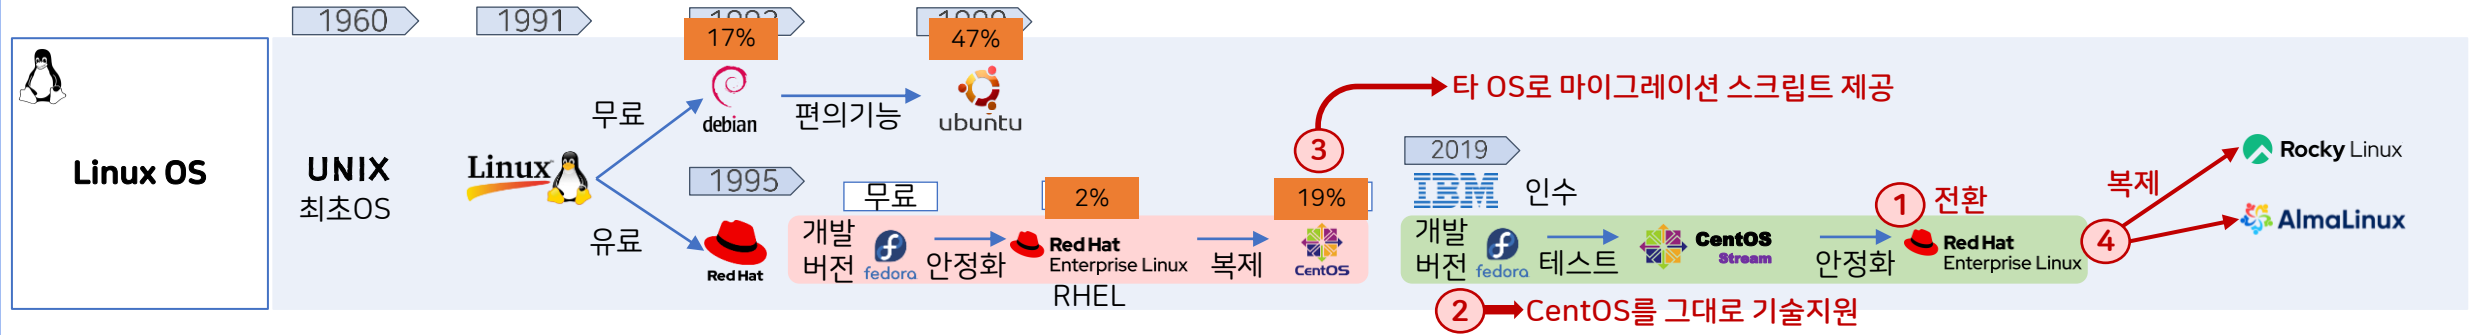 1960
1991
17%
47%
타 OS로 마이그레이션 스크립트 제공
무료
debian
편의기능
ubuntu
3
2019
Linux OS
UNIX
최초OS
Linux
1995
IBM 인수
Rocky Linux
복제
무료
2%
19%
1 전환
AlmaLinux
유료
Red Hat
개발
버전
fedora
안정화
Red Hat
Enterprise Linux
복제
CentOS
개발
버전
fedora
테스트
CentOS
Stream
안정화
Red Hat
Enterprise Linux
4
RHEL
2 CentOS를 그대로 기술지원